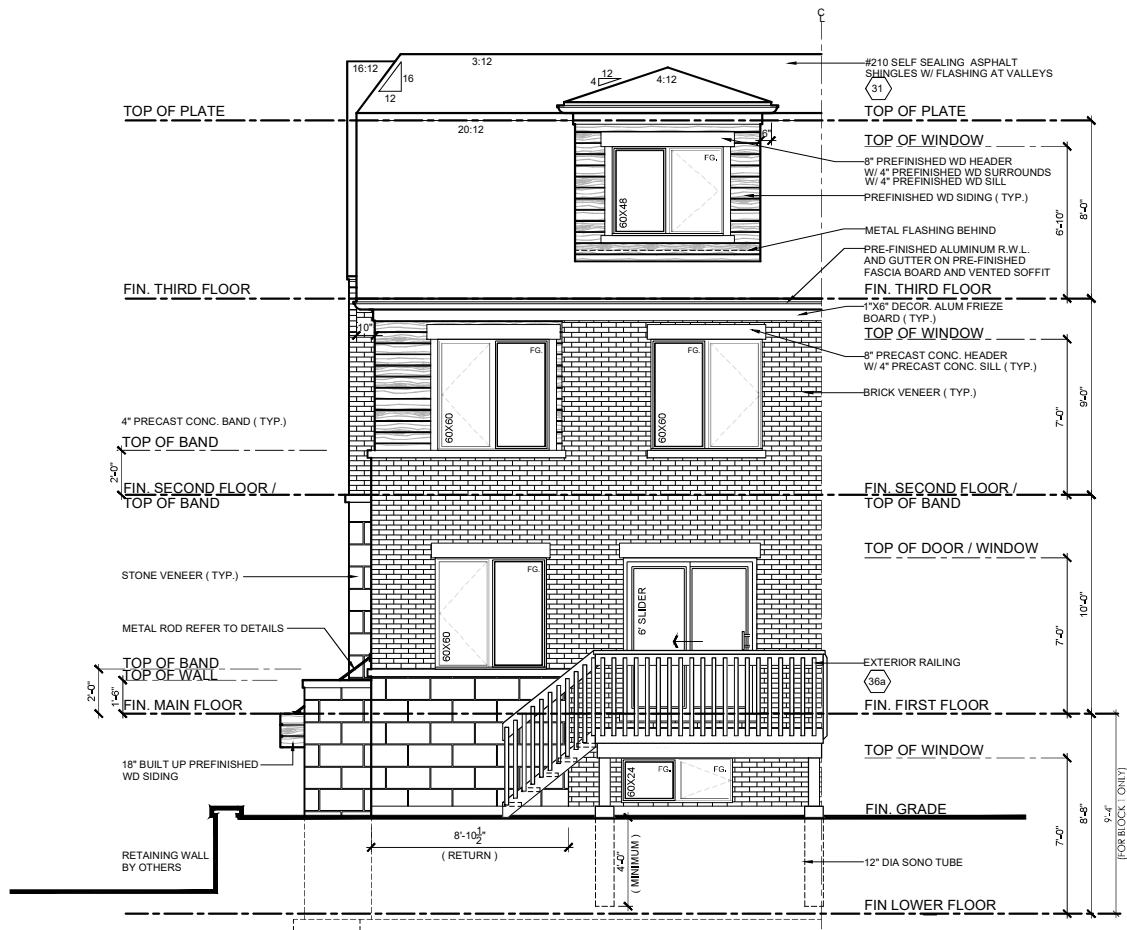 C
L
#210 SELF SEALING ASPHALT
SHINGLES W/ FLASHING AT VALLEYS
31
16:12
3:12
16
12
12
4
4:12
TOP OF PLATE
TOP OF PLATE
20:12
6"
TOP OF WINDOW
8" PREFINISHED WD HEADER
W/ 4" PREFINISHED WD SURROUNDS
W/ 4" PREFINISHED WD SILL
FG.
60X48
PREFINISHED WD SIDING ( TYP.)
6'-10"
8'-0"
METAL FLASHING BEHIND
PRE-FINISHED ALUMINUM R.W.L.
AND GUTTER ON PRE-FINISHED
FASCIA BOARD AND VENTED SOFFIT
FIN. THIRD FLOOR
FIN. THIRD FLOOR
1"X6" DECOR. ALUM FRIEZE
BOARD ( TYP.)
10"
TOP OF WINDOW
FG.
FG.
8" PRECAST CONC. HEADER
W/ 4" PRECAST CONC. SILL ( TYP.)
BRICK VENEER ( TYP.)
60X60
60X60
7'-0"
9'-0"
4" PRECAST CONC. BAND ( TYP.)
TOP OF BAND
2'-0"
FIN. SECOND FLOOR /
TOP OF BAND
FIN. SECOND FLOOR /
TOP OF BAND
TOP OF DOOR / WINDOW
FG.
STONE VENEER ( TYP.)
60X60
6' SLIDER
7'-0"
10'-0"
METAL ROD REFER TO DETAILS
TOP OF BAND
TOP OF WALL
2'-0"
1'-6"
EXTERIOR RAILING
36a
FIN. MAIN FLOOR
FIN. FIRST FLOOR
TOP OF WINDOW
18" BUILT UP PREFINISHED
WD SIDING
60X24
FG.
FG.
FIN. GRADE
7'-0"
8'-8"
9'-4"
(FOR BLOCK 1 ONLY)
8'-10 1/2"
( RETURN )
4'-0"
( MINIMUM )
RETAINING WALL
BY OTHERS
12" DIA SONO TUBE
FIN LOWER FLOOR